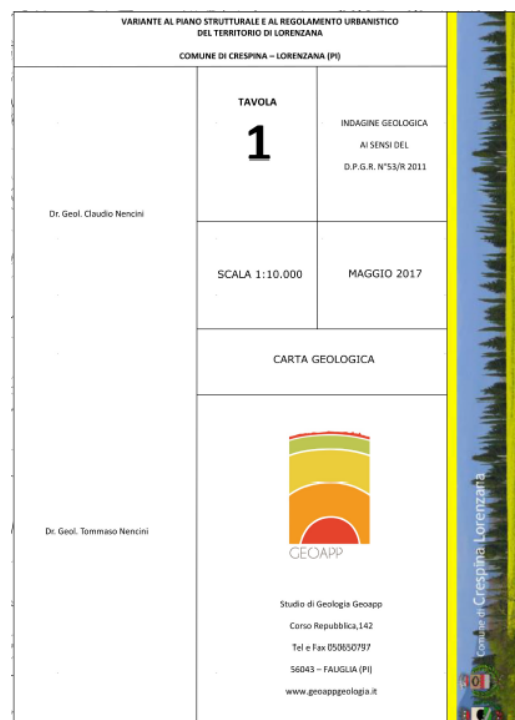 VARIANTE AL PIANO STRUTTURALE E AL REGOLAMENTO URBANISTICO
DEL TERRITORIO DI LORENZANA
COMUNE DI CRESPINA – LORENZANA (PI)
TAVOLA
1
INDAGINE GEOLOGICA
AI SENSI DEL
D.P.G.R. N°53/R 2011
Dr. Geol. Claudio Nencini
SCALA 1:10.000
MAGGIO 2017
CARTA GEOLOGICA
GEOAPP
Dr. Geol. Tommaso Nencini
Studio di Geologia Geoapp
Corso Repubblica,142
Tel e Fax 050650797
56043 – FAUGLIA (PI)
www.geoappgeologia.it
Comune di Crespina Lorenzana